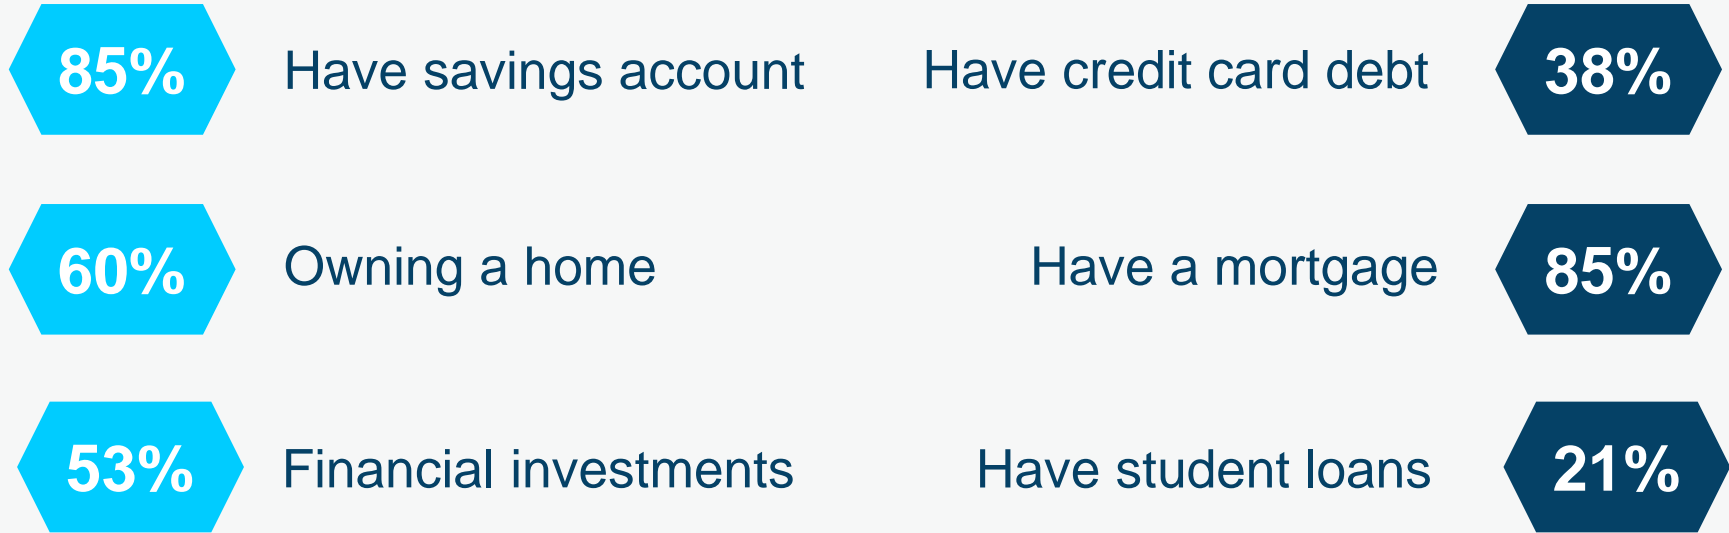 85% Have savings account Have credit card debt 38%
60% Owning a home Have a mortgage 85%
53% Financial investments Have student loans 21%